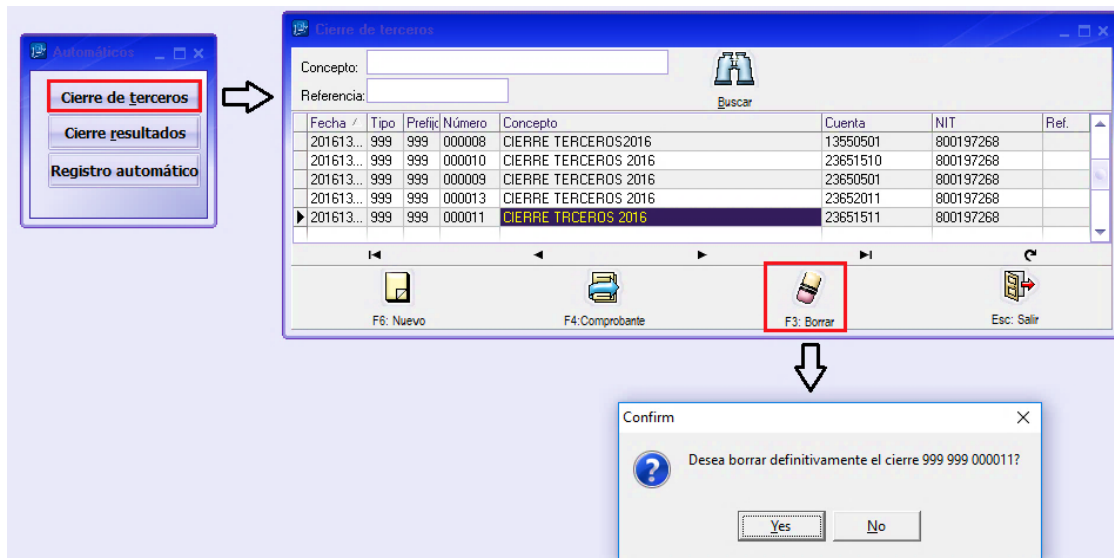 Automáticos
Cierre de terceros
Cierre resultados
Registro automático
Cierre de terceros
Concepto:
Referencia:
Buscar
Fecha Tipo Prefijc Número Concepto Cuenta NIT Ref.
201613... 999 999 000008 CIERRE TERCEROS2016 13550501 800197268
201613... 999 999 000010 CIERRE TERCEROS 2016 23651510 800197268
201613... 999 999 000009 CIERRE TERCEROS 2016 23650501 800197268
201613... 999 999 000013 CIERRE TERCEROS 2016 23652011 800197268
201613... 999 999 000011 CIERRE TRCEROS 2016 23651511 800197268
F6: Nuevo F4:Comprobante F3: Borrar Esc: Salir
Confirm
Desea borrar definitivamente el cierre 999 999 000011?
Yes No